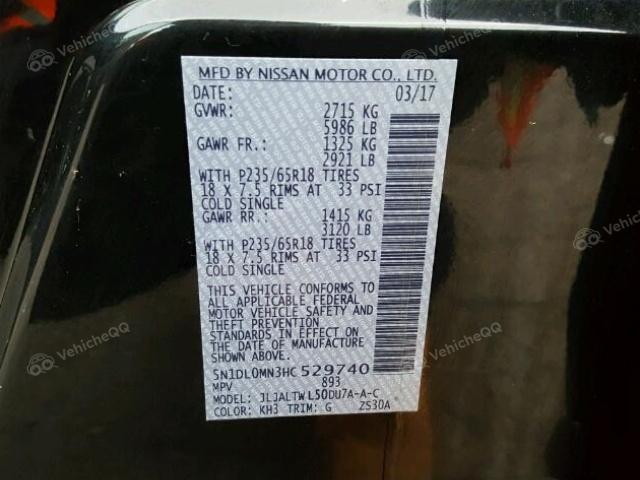 MFD BY NISSAN MOTOR CO., LTD.
DATE: 03/17
GVWR: 2715 KG
5986 LB
GAWR FR.: 1325 KG
2921 LB
WITH P235/65R18 TIRES
18 X 7.5 RIMS AT 33 PSI
COLD SINGLE
GAWR RR.: 1415 KG
3120 LB
WITH P235/65R18 TIRES
18 X 7.5 RIMS AT 33 PSI
COLD SINGLE
THIS VEHICLE CONFORMS TO
ALL APPLICABLE FEDERAL
MOTOR VEHICLE SAFETY AND
THEFT PREVENTION
STANDARDS IN EFFECT ON
THE DATE OF MANUFACTURE
SHOWN ABOVE.
5N1DL0MN3HC529740
MPV 893
MODEL: JLJALTWL50DU7A-A-C
COLOR: KH3 TRIM: G ZS30A
VehicheQQ
VehicheQQ
VehicheQQ
VehicheQQ
VehicheQQ
VehicheQQ